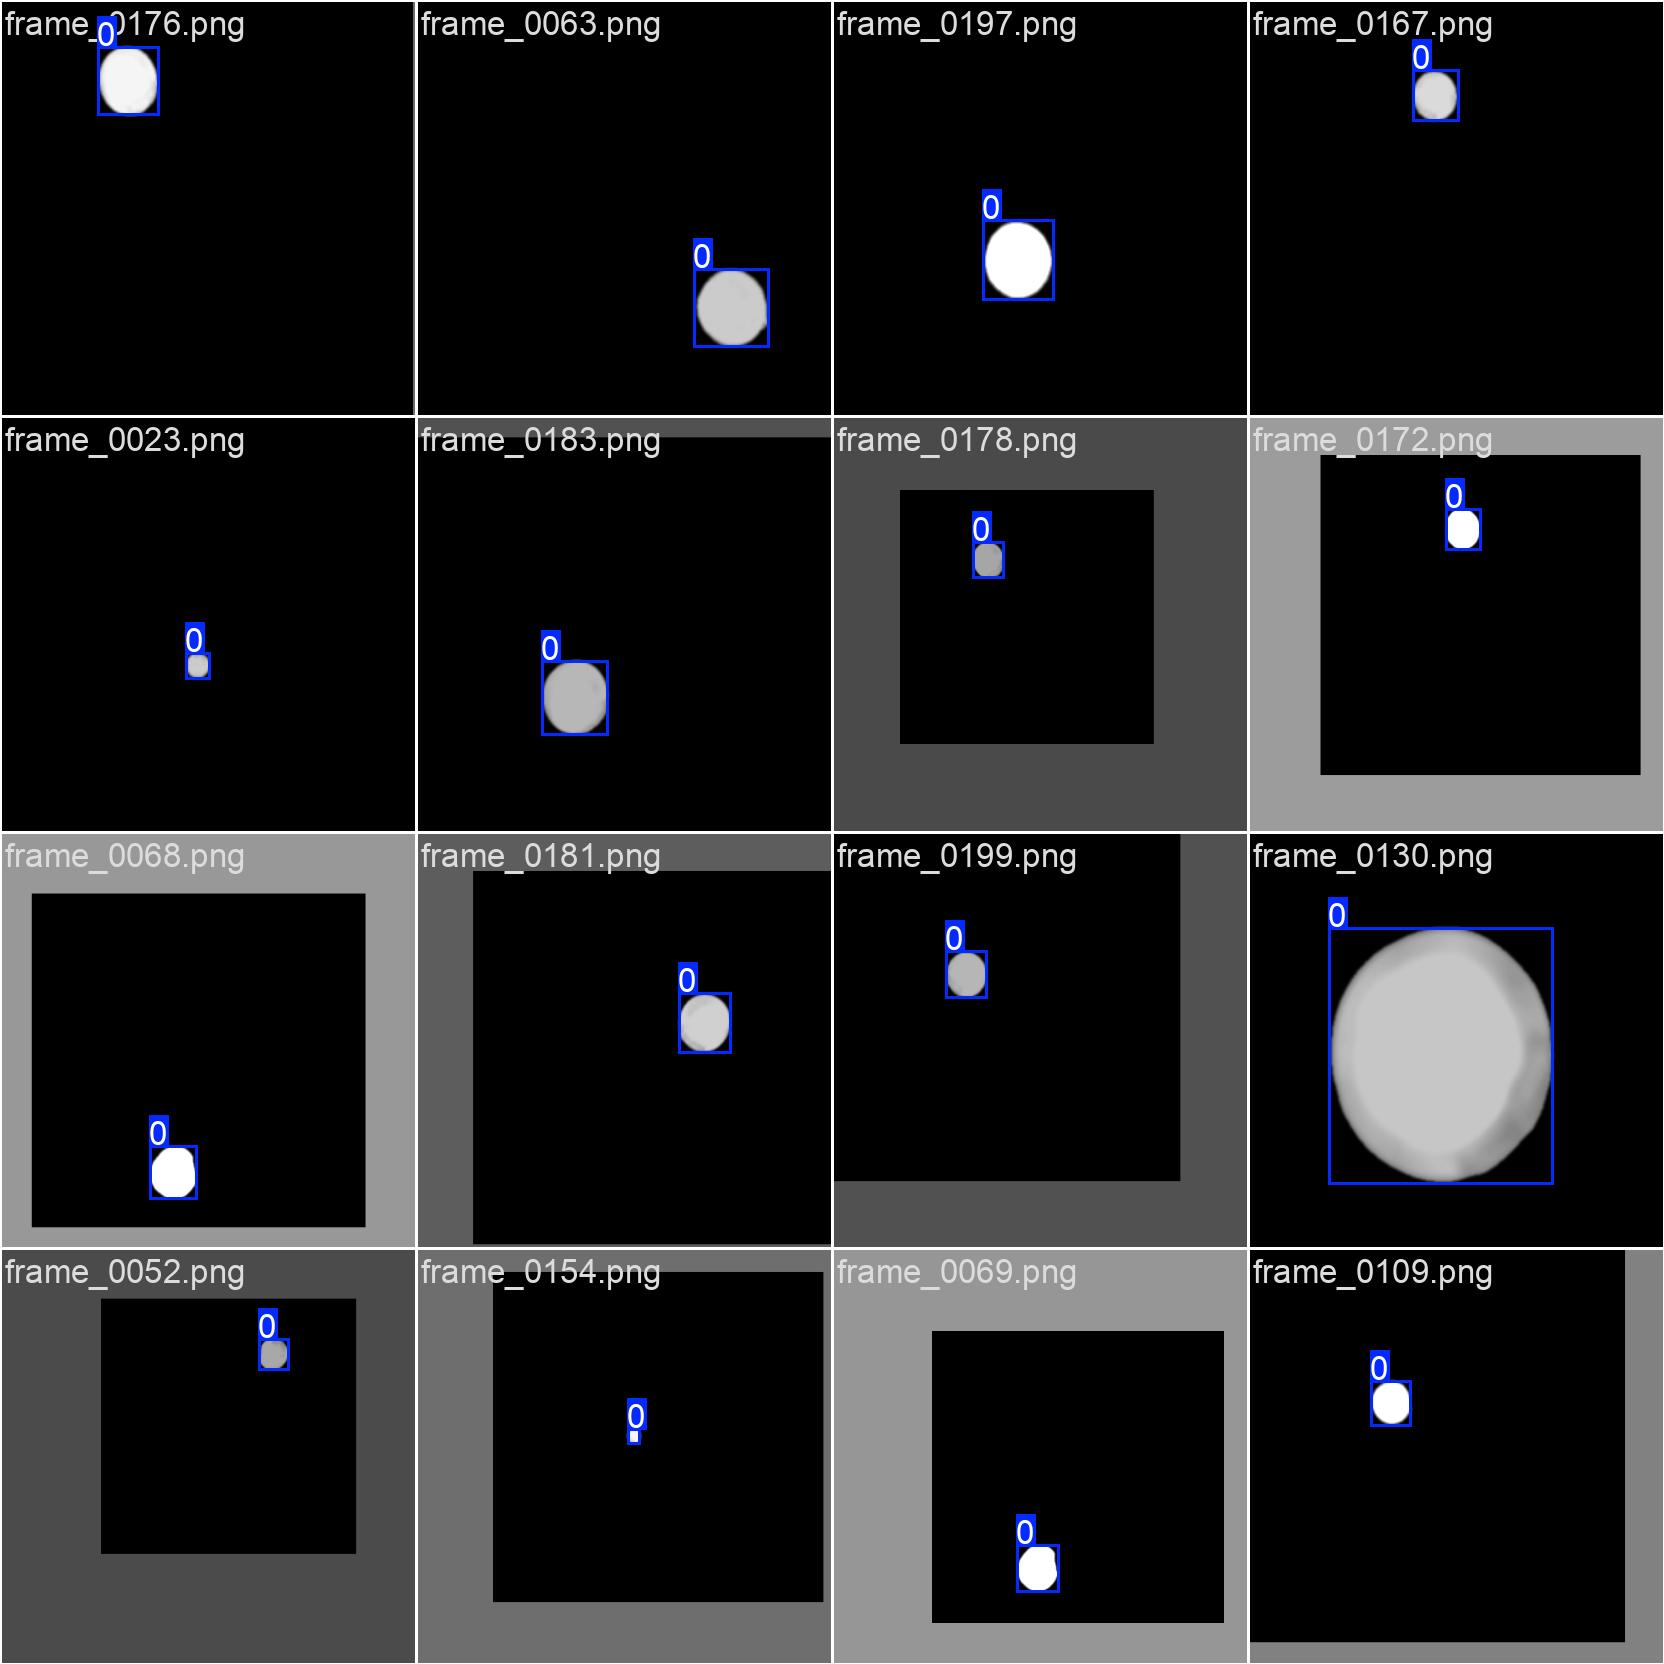 frame_0176.png
0
frame_0063.png
0
frame_0197.png
0
frame_0167.png
0
frame_0023.png
0
frame_0183.png
0
frame_0178.png
0
frame_0172.png
0
frame_0068.png
0
frame_0181.png
0
frame_0199.png
0
frame_0130.png
0
frame_0052.png
0
frame_0154.png
0
frame_0069.png
0
frame_0109.png
0